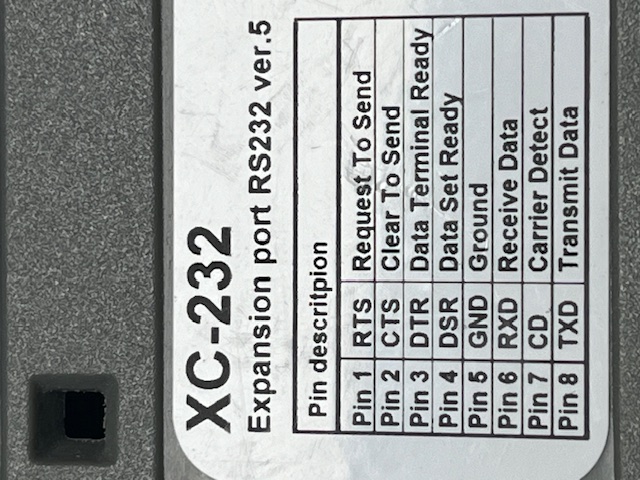 XC-232
Expansion port RS232 ver.5
Pin descritpion
Pin 1 RTS Request To Send
Pin 2 CTS Clear To Send
Pin 3 DTR Data Terminal Ready
Pin 4 DSR Data Set Ready
Pin 5 GND Ground
Pin 6 RXD Receive Data
Pin 7 CD Carrier Detect
Pin 8 TXD Transmit Data